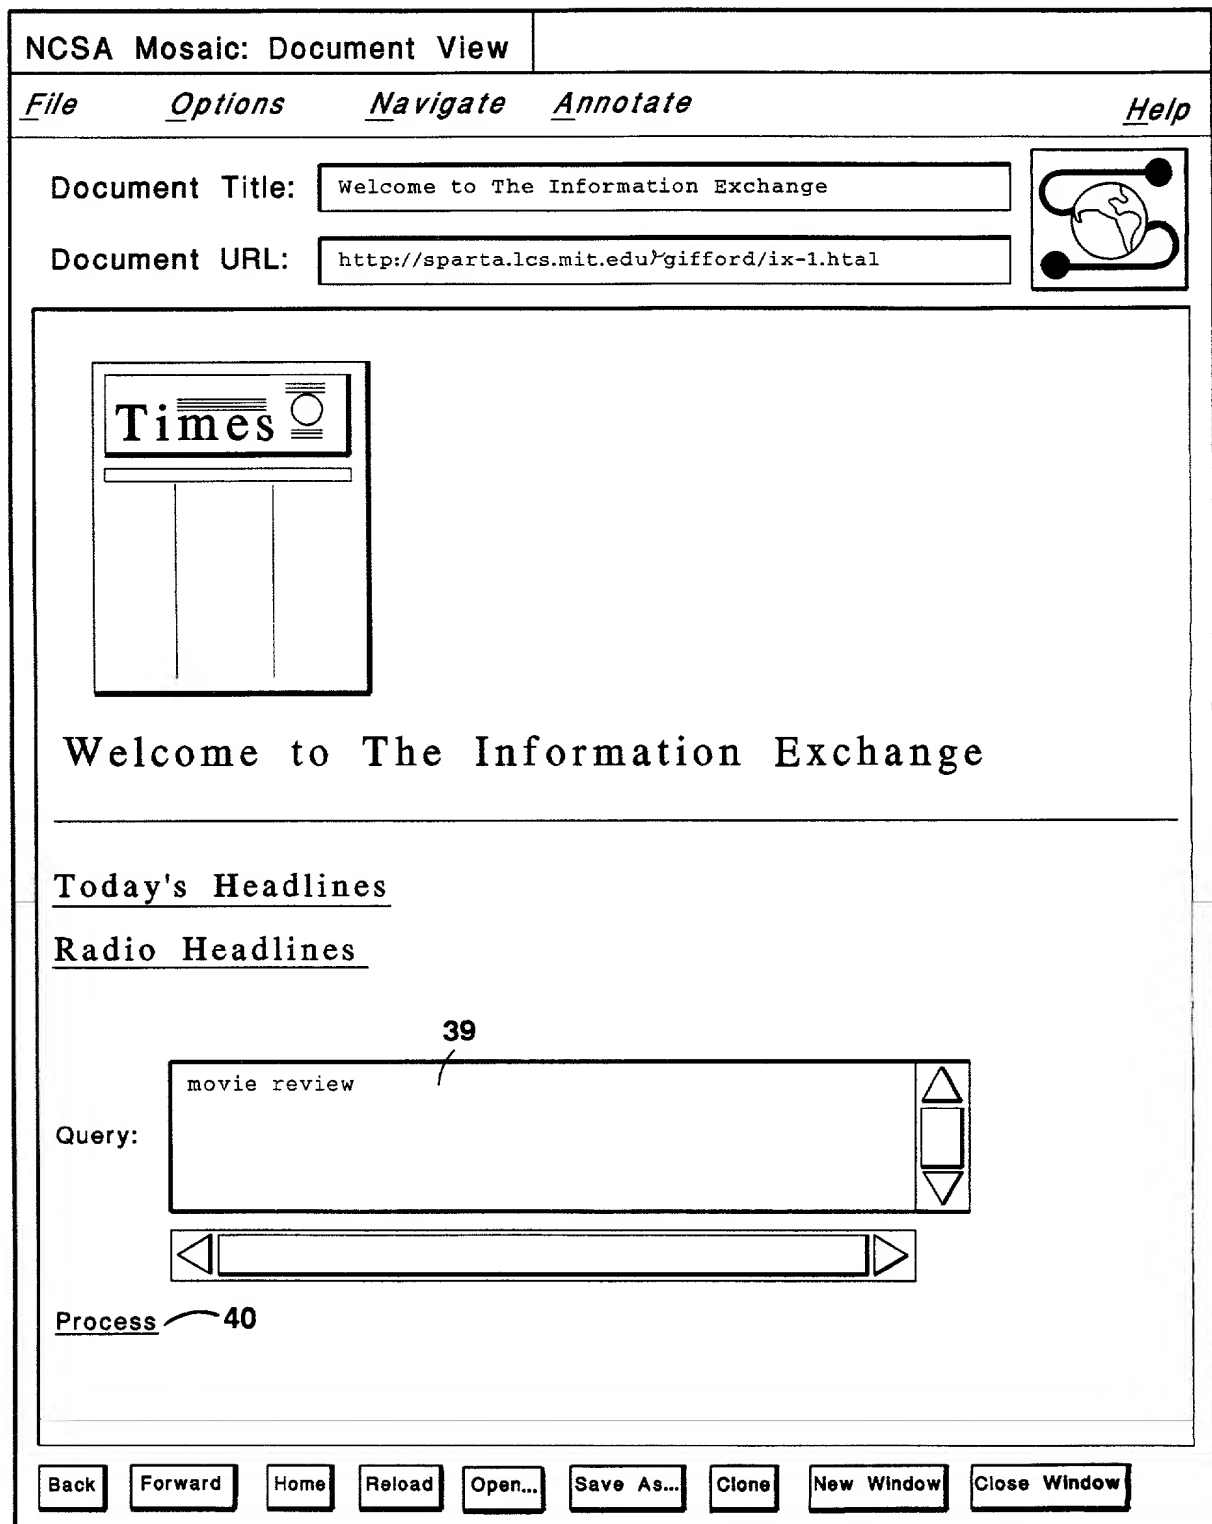 NCSA Mosaic: Document View
File Options Navigate Annotate Help
Document Title: Welcome to The Information Exchange
Document URL: http://sparta.lcs.mit.edu/~gifford/ix-1.htal
Times
Welcome to The Information Exchange
Today's Headlines
Radio Headlines
39
movie review
Query:
Process 40
Back Forward Home Reload Open... Save As... Clone New Window Close Window